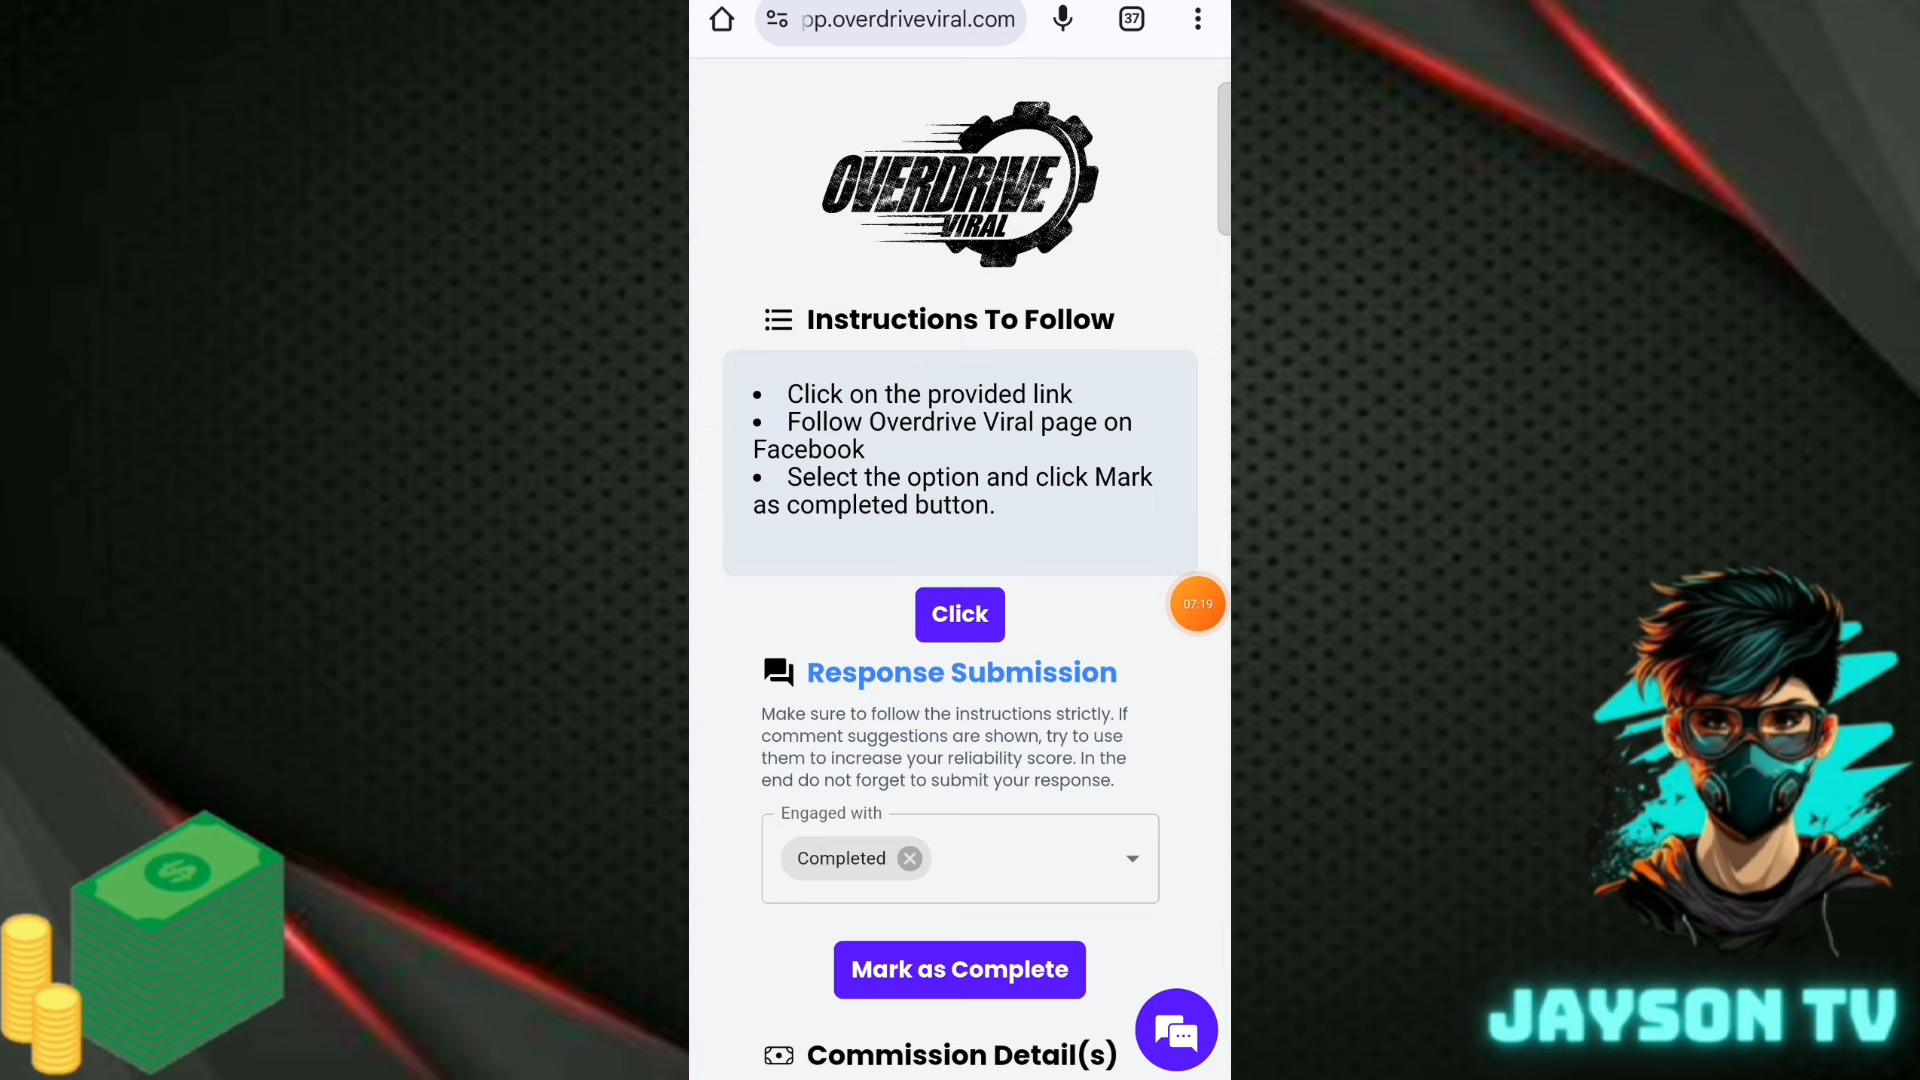 pp.overdriveviral.com
37
OVERDRIVE
VIRAL
Instructions To Follow
• Click on the provided link
• Follow Overdrive Viral page on
Facebook
• Select the option and click Mark
as completed button.
Click
07:19
Response Submission
Make sure to follow the instructions strictly. If
comment suggestions are shown, try to use
them to increase your reliability score. In the
end do not forget to submit your response.
Engaged with
Completed
Mark as Complete
Commission Detail(s)
$
JAYSON TV